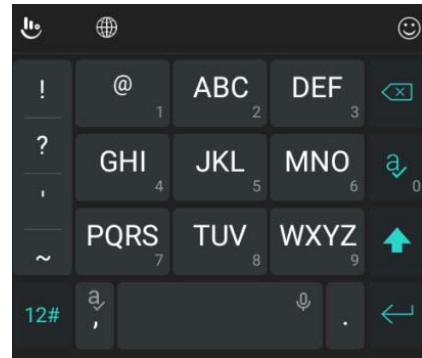 !
@ 1
ABC 2
DEF 3
?
GHI 4
JKL 5
MNO 6
a 0
'
PQRS 7
TUV 8
WXYZ 9
~
12#
a
,
.